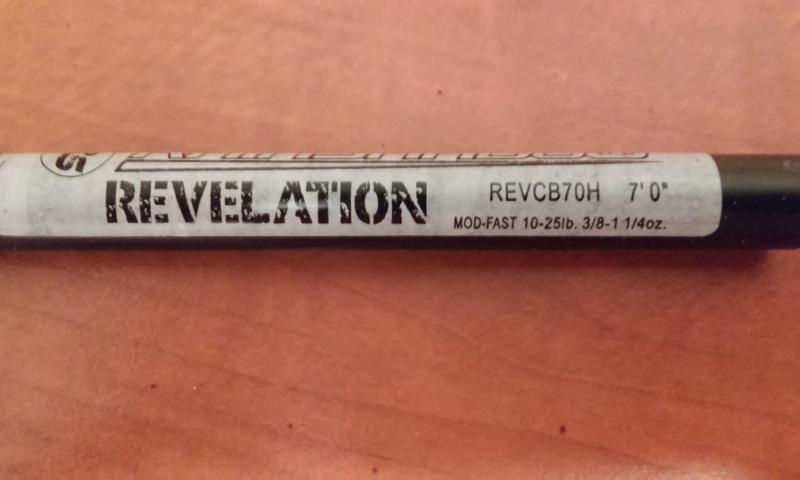 REVELATION REVCB70H 7' 0"
MOD-FAST 10-25lb. 3/8-1 1/4oz.